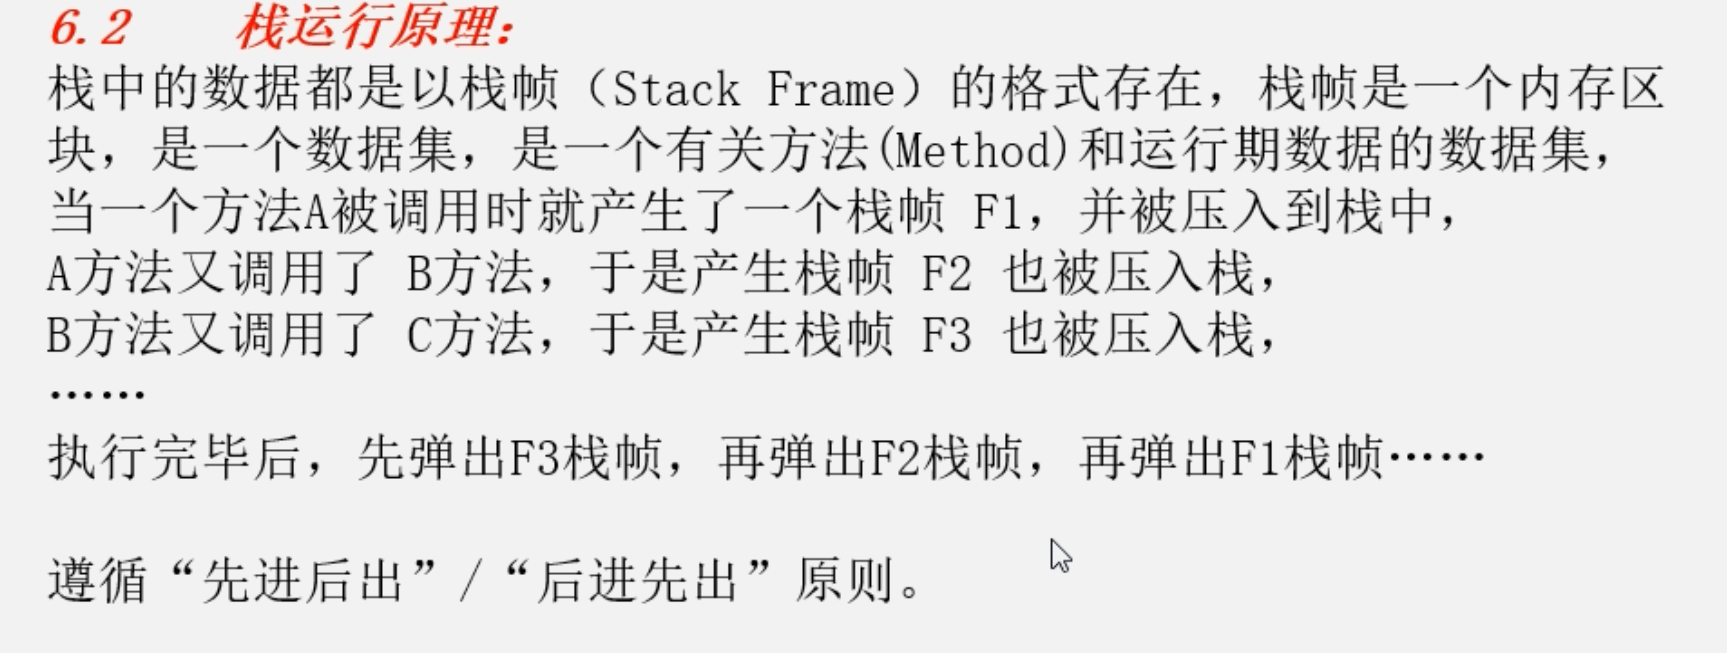 6.2 栈运行原理:
栈中的数据都是以栈帧（Stack Frame）的格式存在，栈帧是一个内存区
块，是一个数据集，是一个有关方法(Method)和运行期数据的数据集，
当一个方法A被调用时就产生了一个栈帧 F1，并被压入到栈中，
A方法又调用了 B方法，于是产生栈帧 F2 也被压入栈，
B方法又调用了 C方法，于是产生栈帧 F3 也被压入栈，
……
执行完毕后，先弹出F3栈帧，再弹出F2栈帧，再弹出F1栈帧……
遵循“先进后出”/“后进先出”原则。